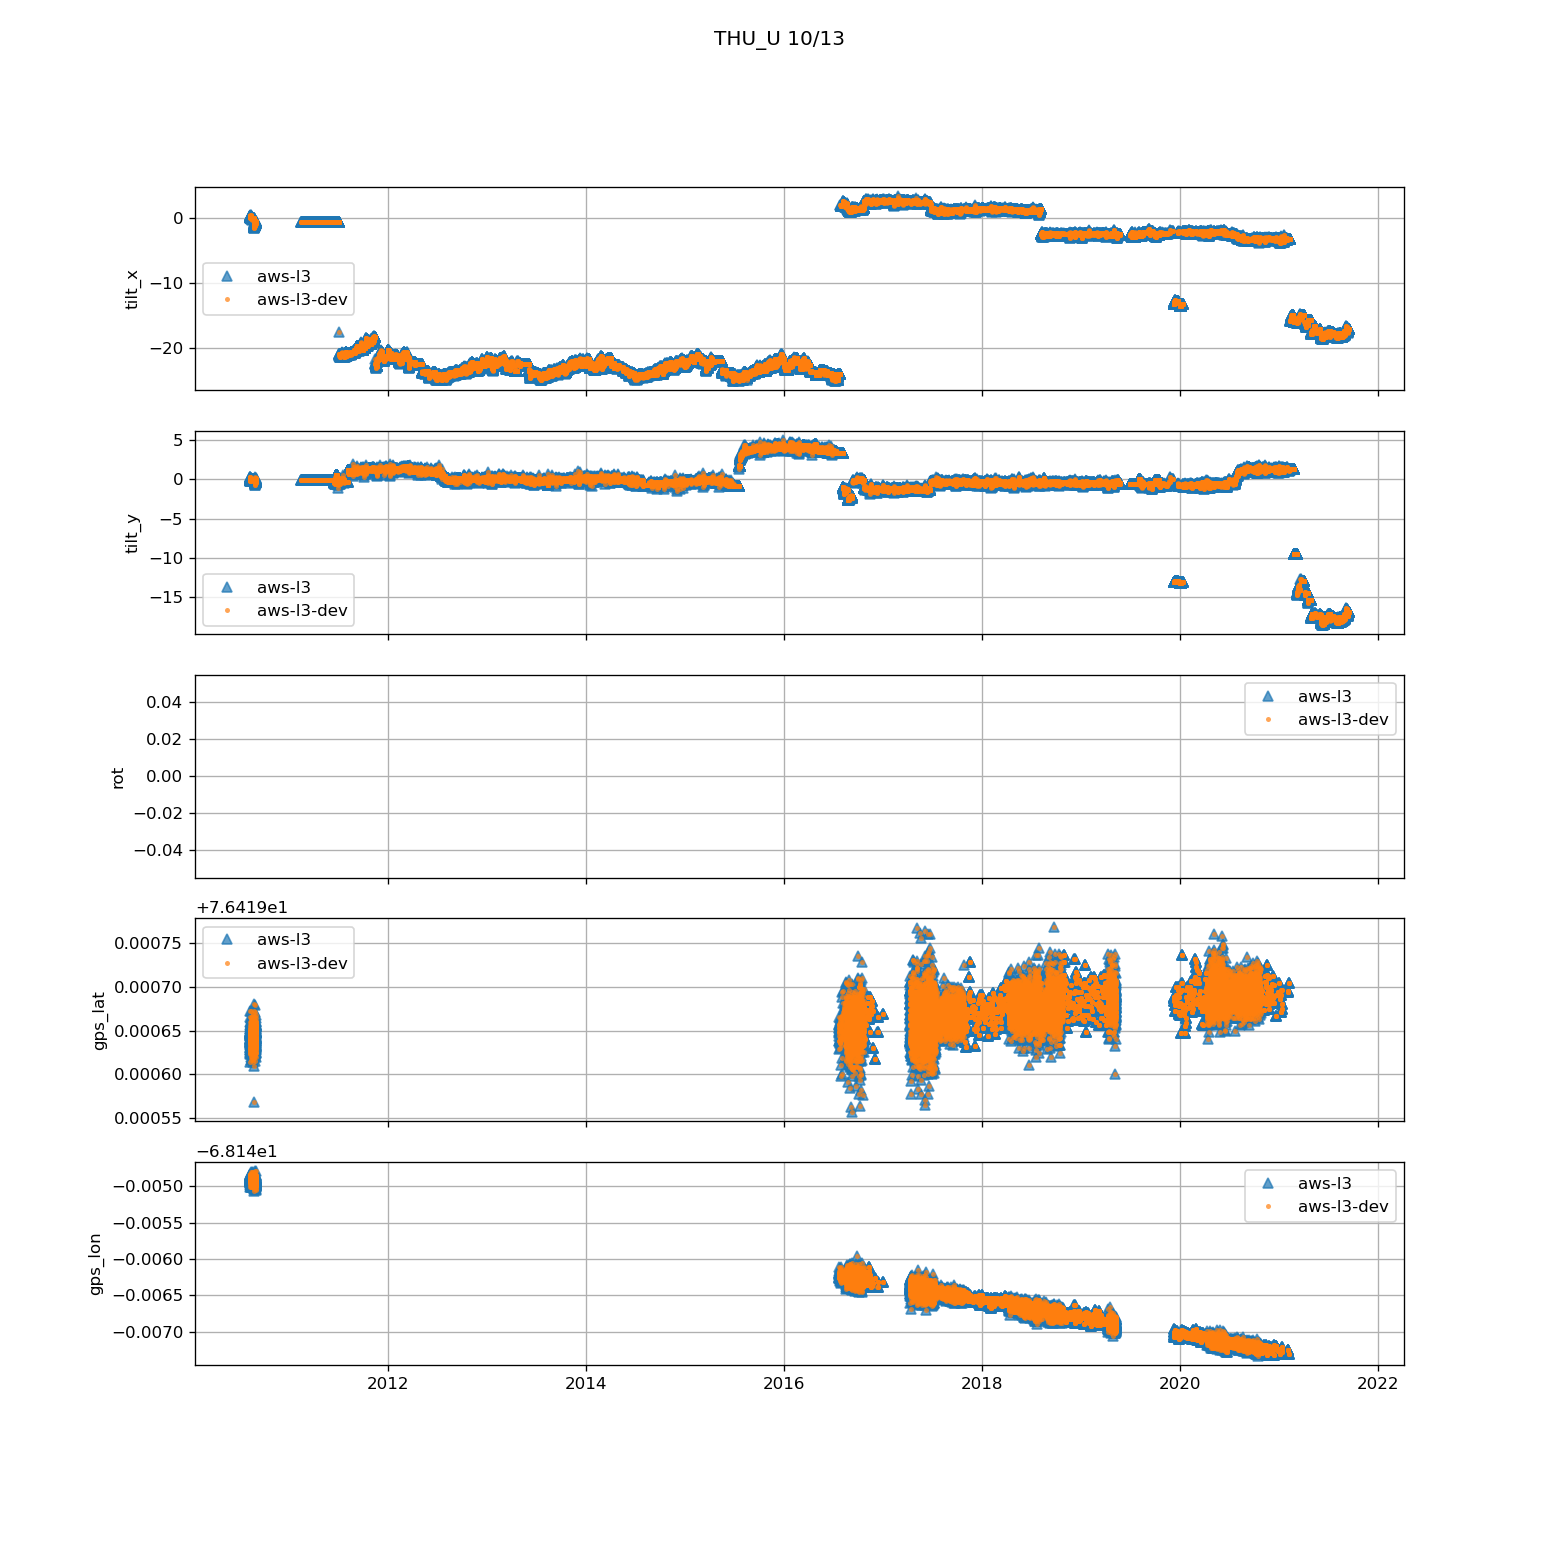 THU_U 10/13
0
−10
−20
tilt_x
aws-l3
aws-l3-dev
5
0
−5
−10
−15
tilt_y
aws-l3
aws-l3-dev
0.04
0.02
0.00
−0.02
−0.04
rot
aws-l3
aws-l3-dev
+7.6419e1
0.00075
0.00070
0.00065
0.00060
0.00055
gps_lat
aws-l3
aws-l3-dev
−6.814e1
−0.0050
−0.0055
−0.0060
−0.0065
−0.0070
gps_lon
aws-l3
aws-l3-dev
2012 2014 2016 2018 2020 2022